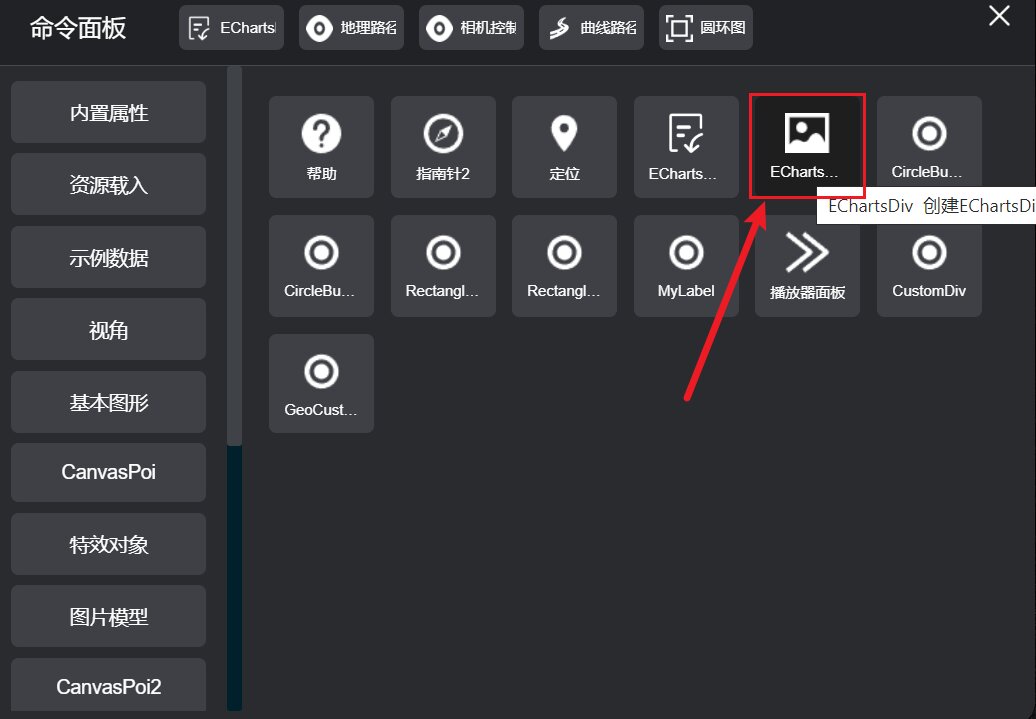 命令面板
ECharts
地理路径
相机控制
曲线路径
圆环图
内置属性
资源载入
示例数据
视角
基本图形
CanvasPoi
特效对象
图片模型
CanvasPoi2
帮助
指南针2
定位
ECharts...
ECharts...
CircleBu...
EChartsDiv 创建EChartsDi
CircleBu...
Rectangl...
Rectangl...
MyLabel
播放器面板
CustomDiv
GeoCust...